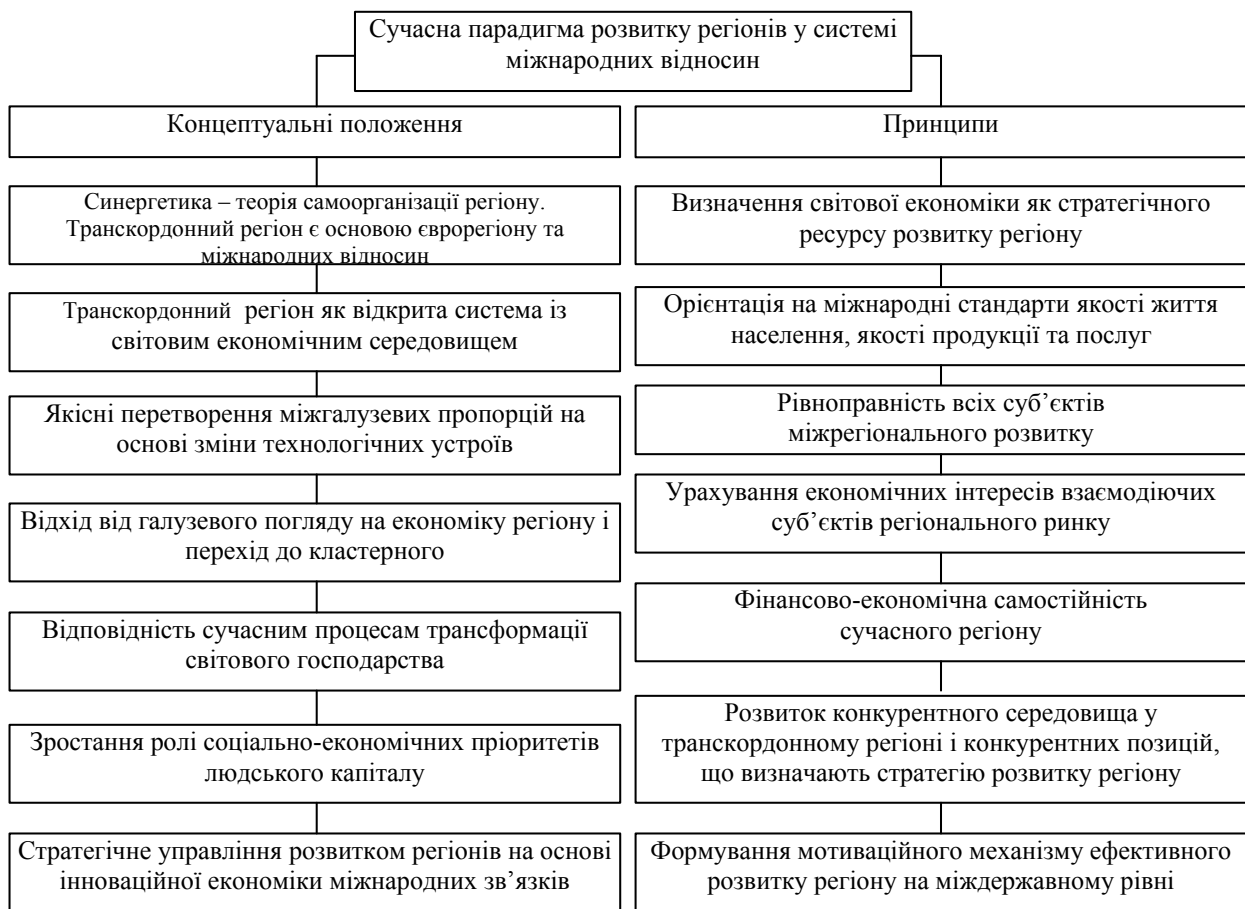 Сучасна парадигма розвитку регіонів у системі
міжнародних відносин
Концептуальні положення
Синергетика – теорія самоорганізації регіону.
Транскордонний регіон є основою єврорегіону та
міжнародних відносин
Транскордонний регіон як відкрита система із
світовим економічним середовищем
Якісні перетворення міжгалузевих пропорцій на
основі зміни технологічних устроїв
Відхід від галузевого погляду на економіку регіону і
перехід до кластерного
Відповідність сучасним процесам трансформації
світового господарства
Зростання ролі соціально-економічних пріоритетів
людського капіталу
Стратегічне управління розвитком регіонів на основі
інноваційної економіки міжнародних зв’язків
Принципи
Визначення світової економіки як стратегічного
ресурсу розвитку регіону
Орієнтація на міжнародні стандарти якості життя
населення, якості продукції та послуг
Рівноправність всіх суб’єктів
міжрегіонального розвитку
Урахування економічних інтересів взаємодіючих
суб’єктів регіонального ринку
Фінансово-економічна самостійність
сучасного регіону
Розвиток конкурентного середовища у
транскордонному регіоні і конкурентних позицій,
що визначають стратегію розвитку регіону
Формування мотиваційного механізму ефективного
розвитку регіону на міждержавному рівні